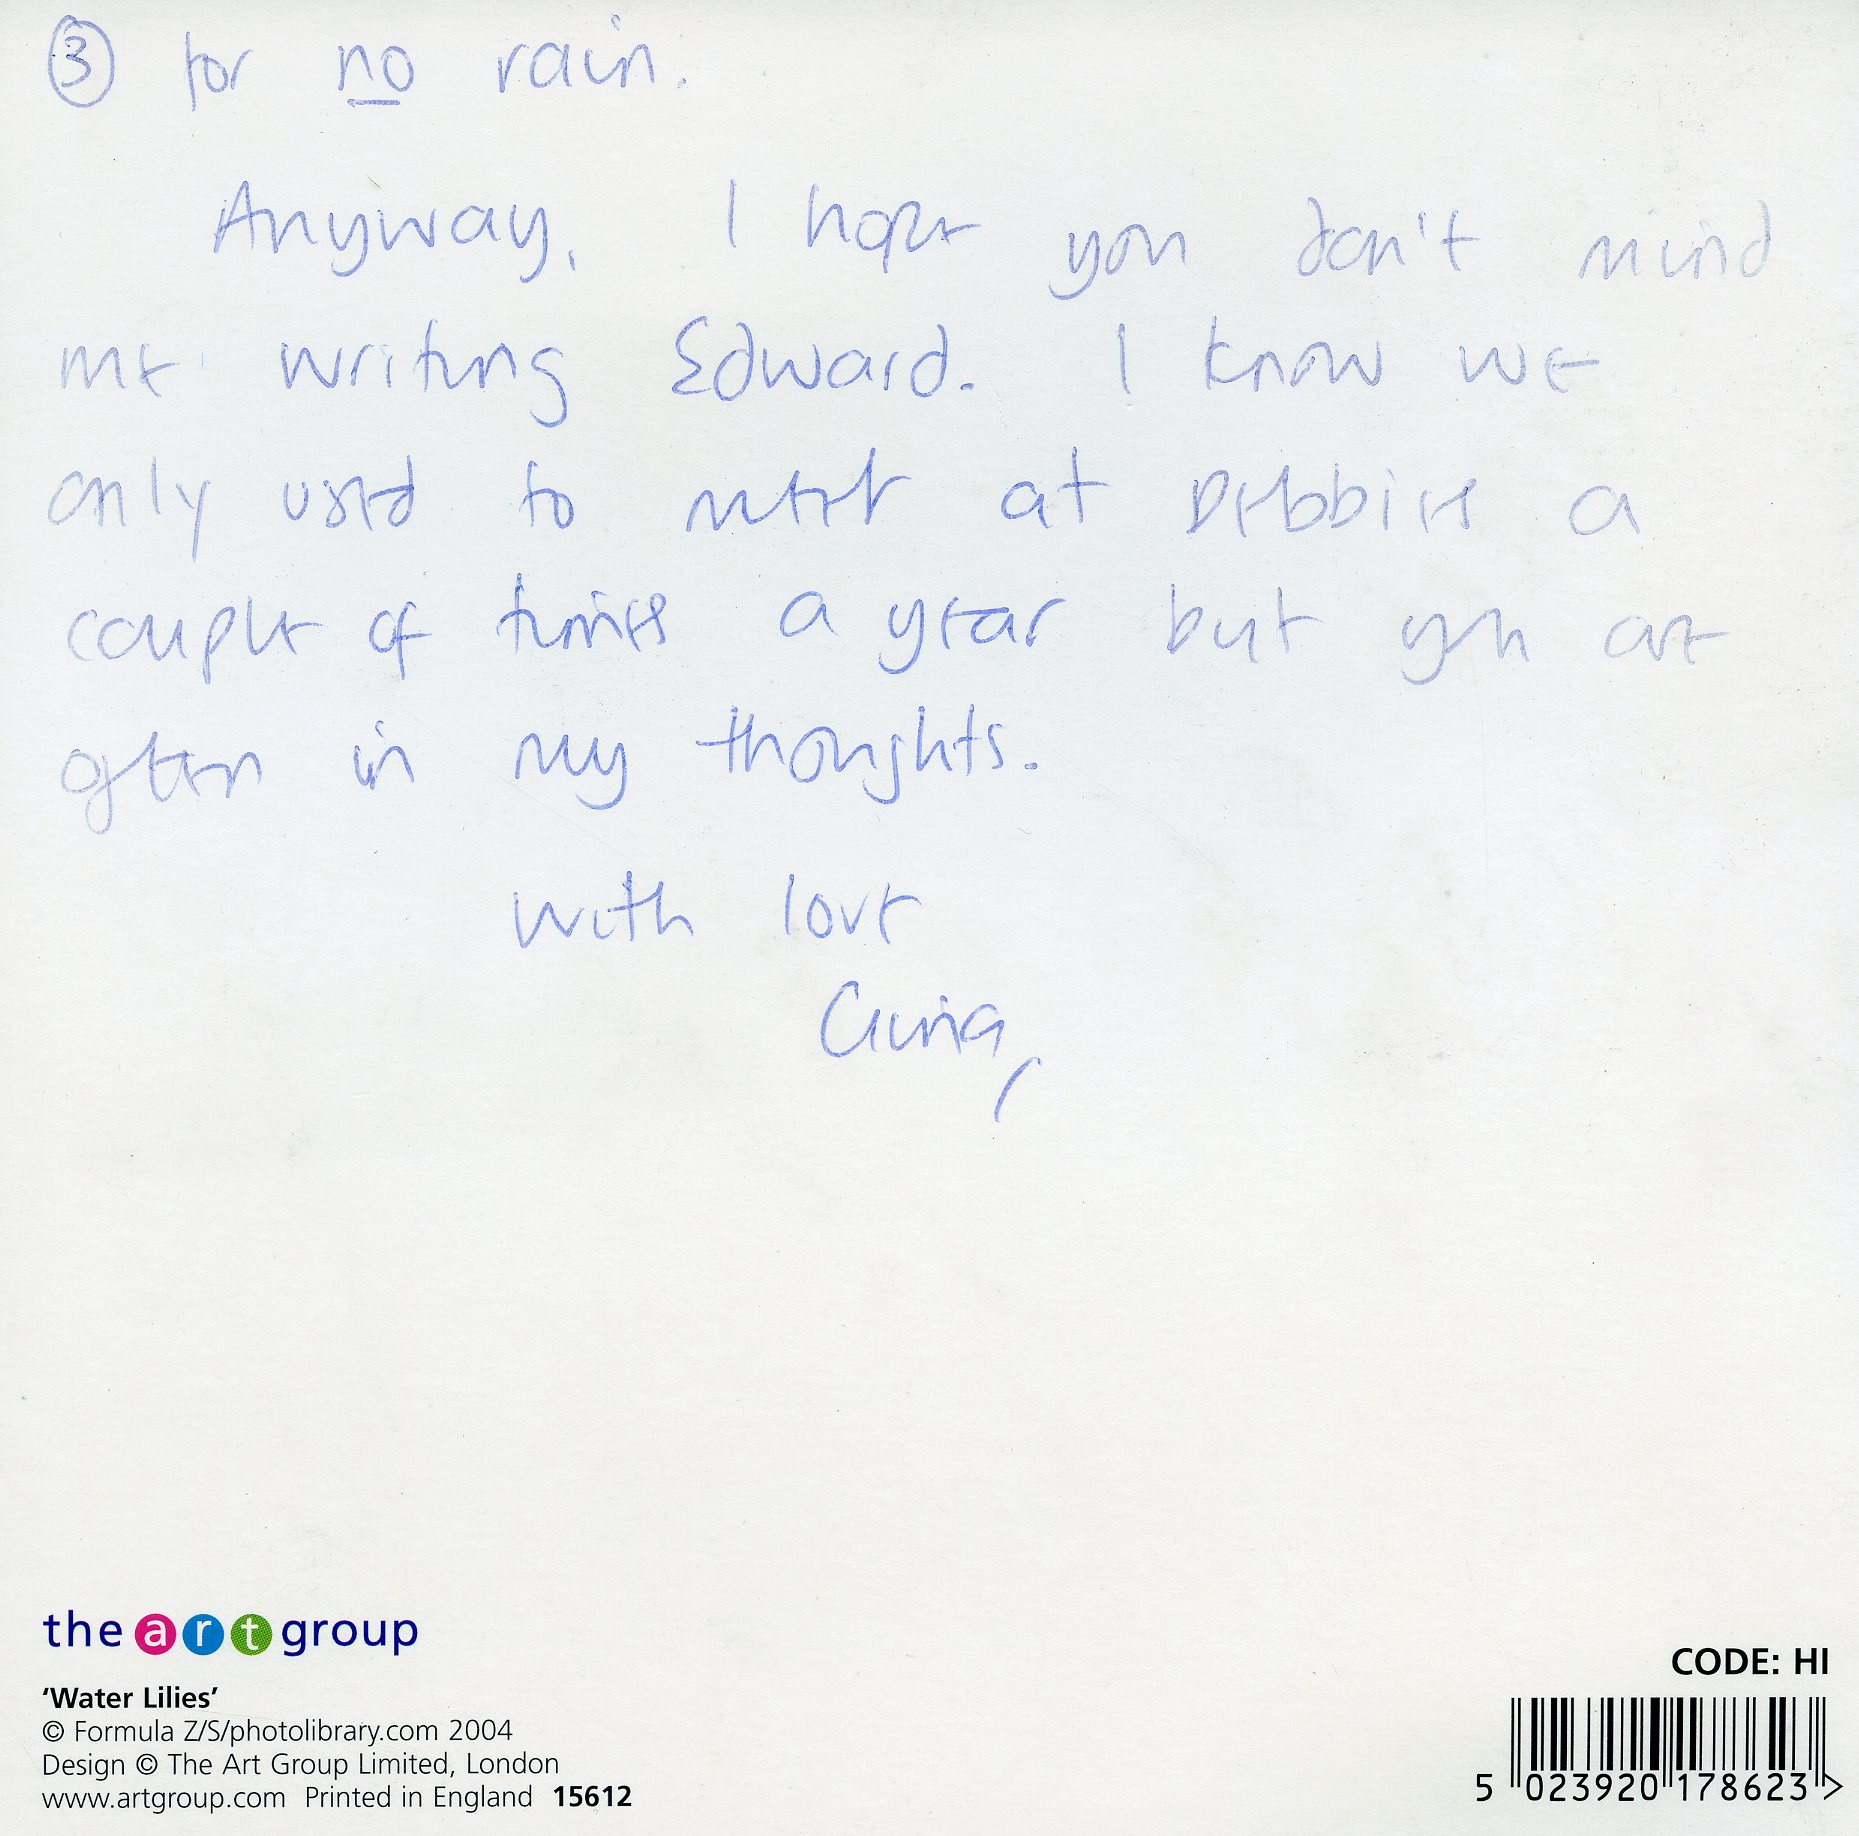 3 for no rain.
Anyway, I hope you don't mind
me writing Edward. I know we
only used to meet at Debbies a
couple of times a year but you are
often in my thoughts.
with love
the art group
'Water Lilies'
© Formula Z/S/photolibrary.com 2004
Design © The Art Group Limited, London
www.artgroup.com Printed in England 15612
CODE: HI
5 023920 178623 >